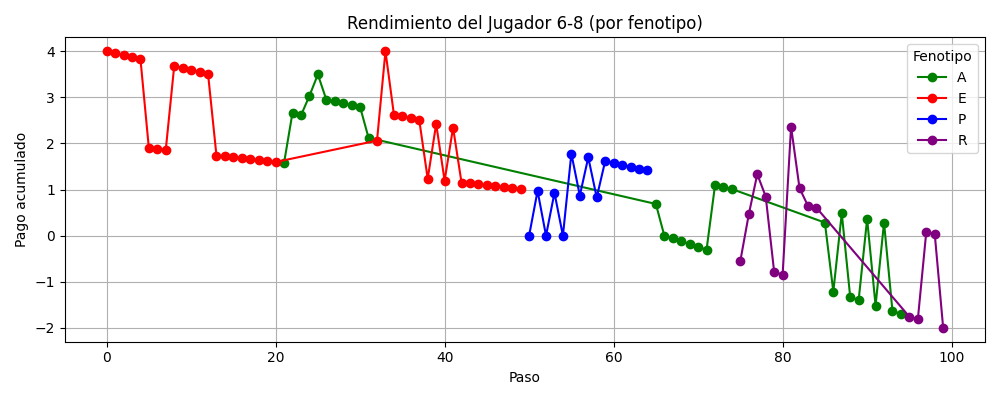 Rendimiento del Jugador 6-8 (por fenotipo)
Pago acumulado
4
3
2
1
0
−1
−2
Fenotipo
A
E
P
R
0 20 40 60 80 100
Paso